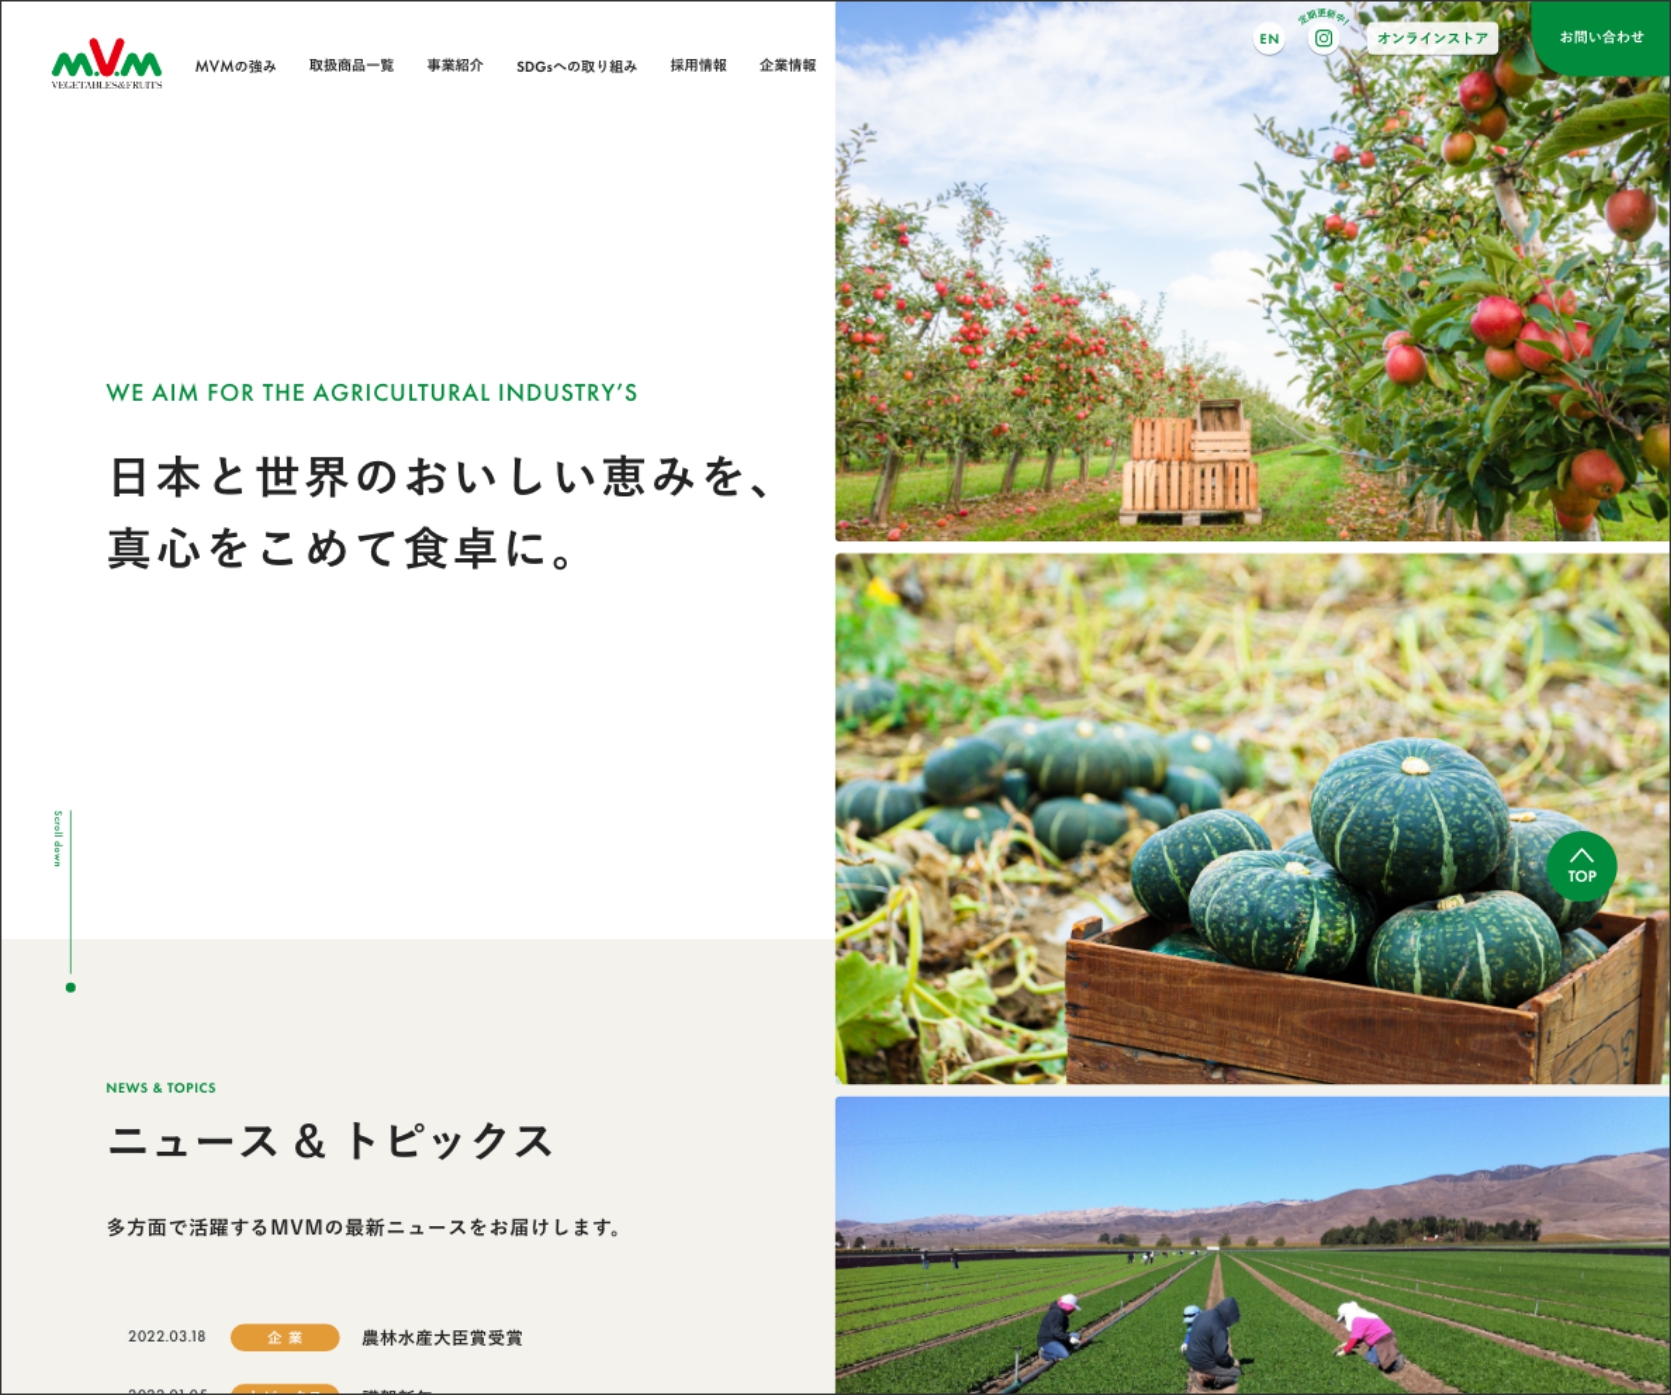 M.V.M
VEGETABLES&FRUITS
MVMの強み
取扱商品一覧
事業紹介
SDGsへの取り組み
採用情報
企業情報
EN
定期更新中!
オンラインストア
お問い合わせ
WE AIM FOR THE AGRICULTURAL INDUSTRY’S
日本と世界のおいしい恵みを、
真心をこめて食卓に。
Scroll down
TOP
NEWS & TOPICS
ニュース & トピックス
多方面で活躍するMVMの最新ニュースをお届けします。
2022.03.18
企業
農林水産大臣賞受賞